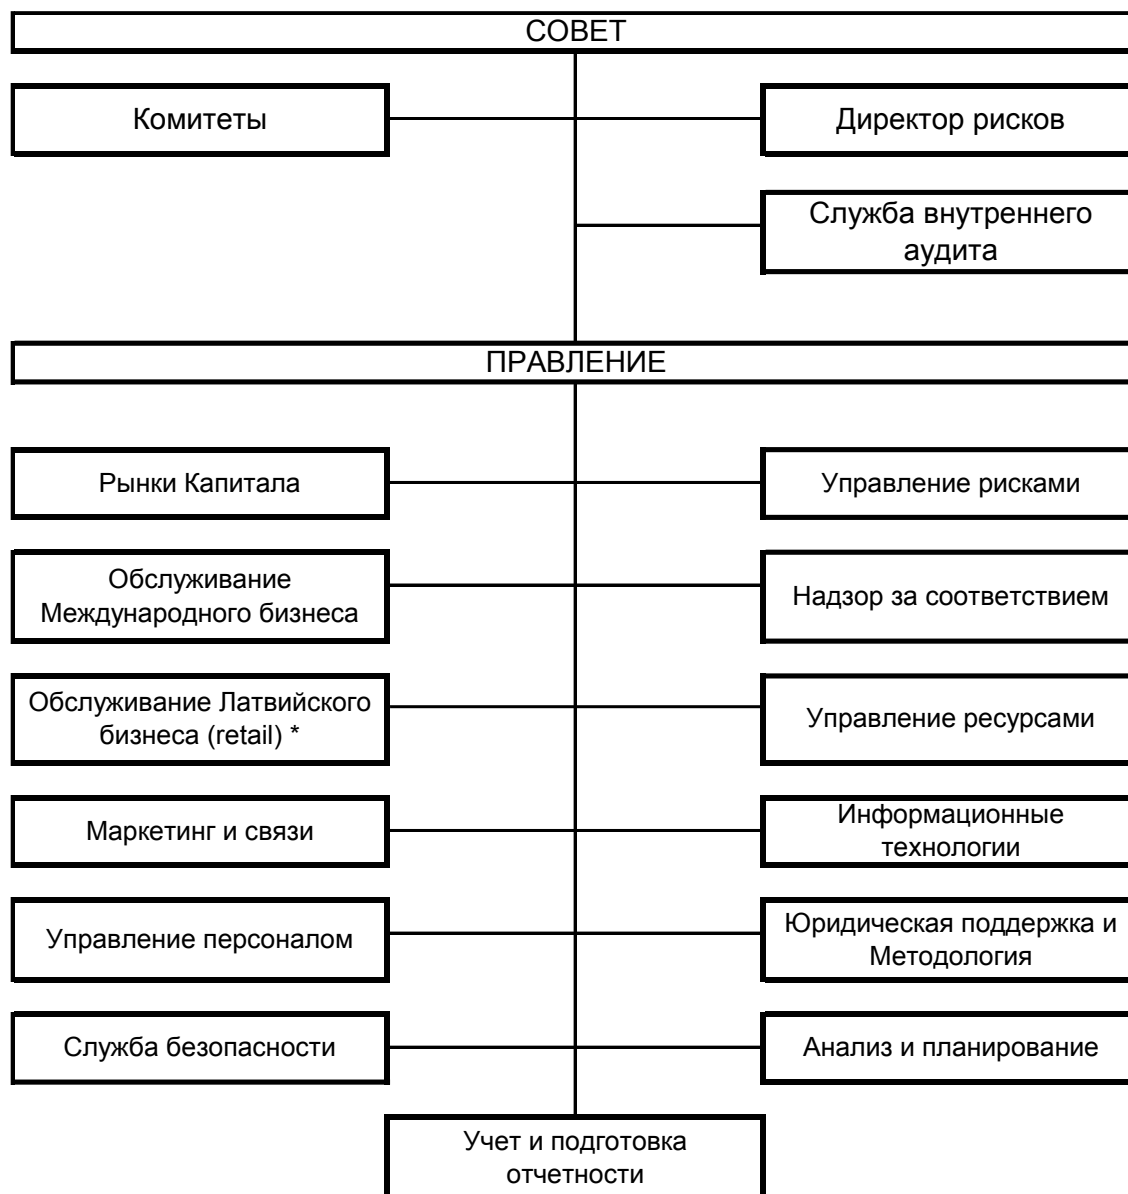 СОВЕТ
Комитеты
Директор рисков
Служба внутреннего
аудита
ПРАВЛЕНИЕ
Рынки Капитала
Управление рисками
Обслуживание
Международного бизнеса
Надзор за соответствием
Обслуживание Латвийского
бизнеса (retail) *
Управление ресурсами
Маркетинг и связи
Информационные
технологии
Управление персоналом
Юридическая поддержка и
Методология
Служба безопасности
Анализ и планирование
Учет и подготовка
отчетности